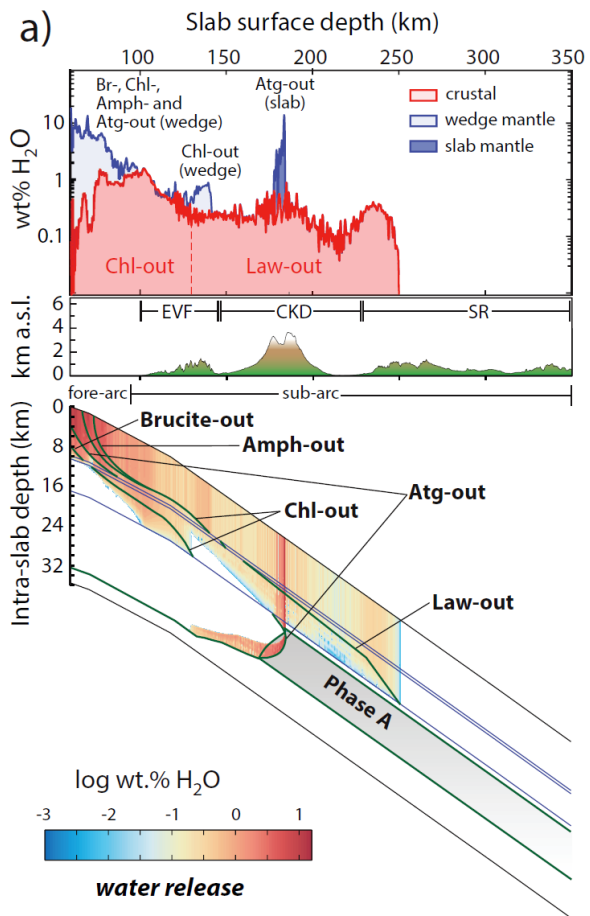 a)
Slab surface depth (km)
100 150 200 250 300 350
Br-, Chl-,
Amph- and
Atg-out (wedge)
Atg-out
(slab)
Chl-out
(wedge)
crustal
wedge mantle
slab mantle
wt% H₂O
10
1
0.1
Chl-out
Law-out
km a.s.l.
6
4
2
0
EVF CKD SR
fore-arc sub-arc
Intra-slab depth (km)
0
8
16
24
32
Brucite-out
Amph-out
Atg-out
Chl-out
Law-out
Phase A
log wt.% H₂O
-3 -2 -1 0 1
water release